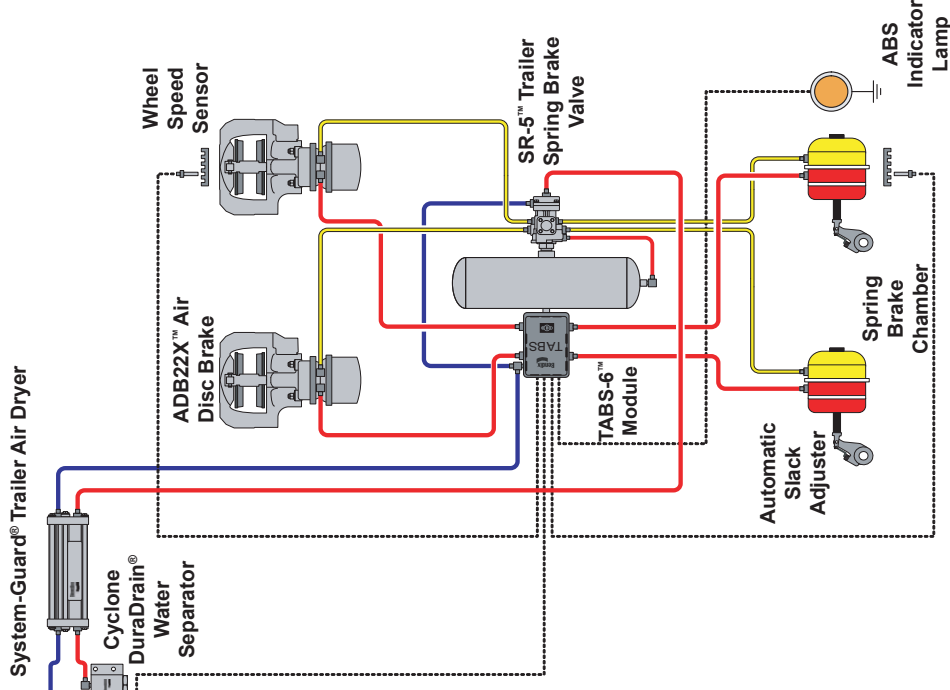 System-Guard® Trailer Air Dryer
Cyclone
DuraDrain®
Water
Separator
Wheel
Speed
Sensor
ADB22X™ Air
Disc Brake
SR-5™ Trailer
Spring Brake
Valve
TABS
TABS-6™
Module
ABS
Indicator
Lamp
Spring
Brake
Chamber
Automatic
Slack
Adjuster